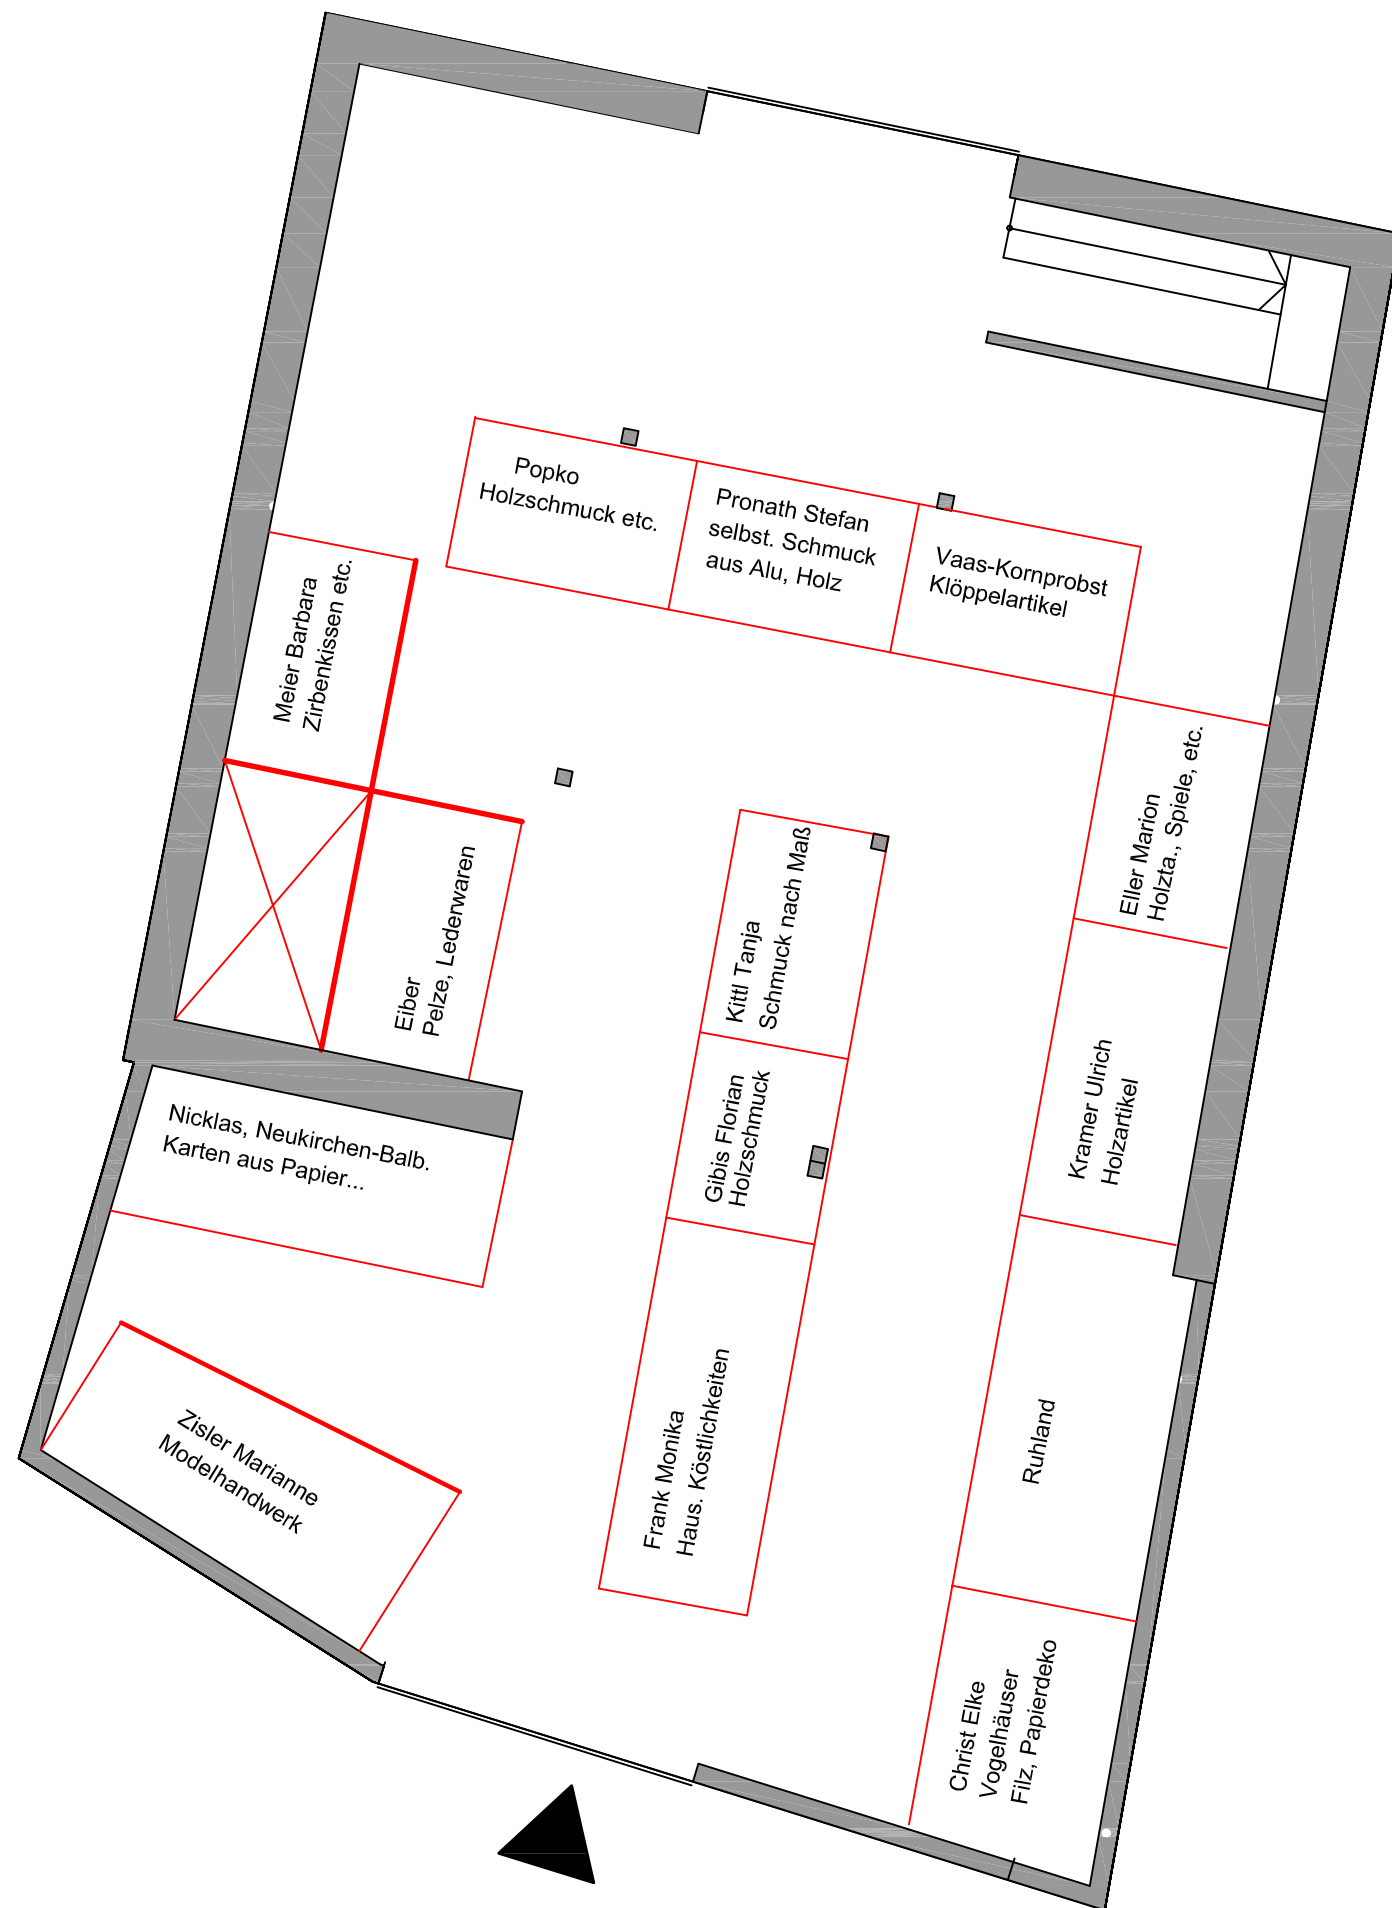 Popko
Holzschmuck etc.
Pronath Stefan
selbst. Schmuck
aus Alu, Holz
Vaas-Kornprobst
Klöppelartikel
Meier Barbara
Zirbenkissen etc.
Eller Marion
Holzta., Spiele, etc.
Eiber
Pelze, Lederwaren
Kittl Tanja
Schmuck nach Maß
Kramer Ulrich
Holzartikel
Gibis Florian
Holzschmuck
Nicklas, Neukirchen-Balb.
Karten aus Papier...
Zisler Marianne
Modelhandwerk
Frank Monika
Haus. Köstlichkeiten
Ruhland
Christ Elke
Vogelhäuser
Filz, Papierdeko